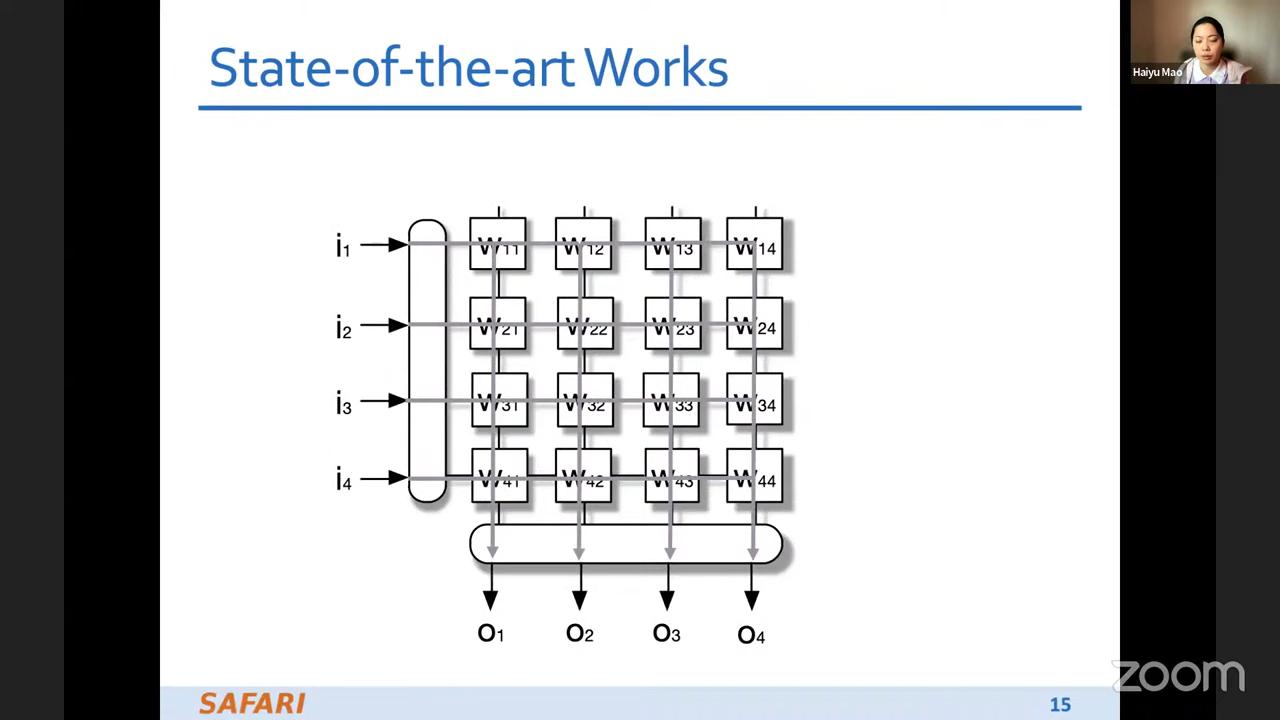 State-of-the-art Works
Haiyu Mao
i1 W11 W12 W13 W14
i2 W21 W22 W23 W24
i3 W31 W32 W33 W34
i4 W41 W42 W43 W44
O1 O2 O3 O4
zoom
SAFARI 15